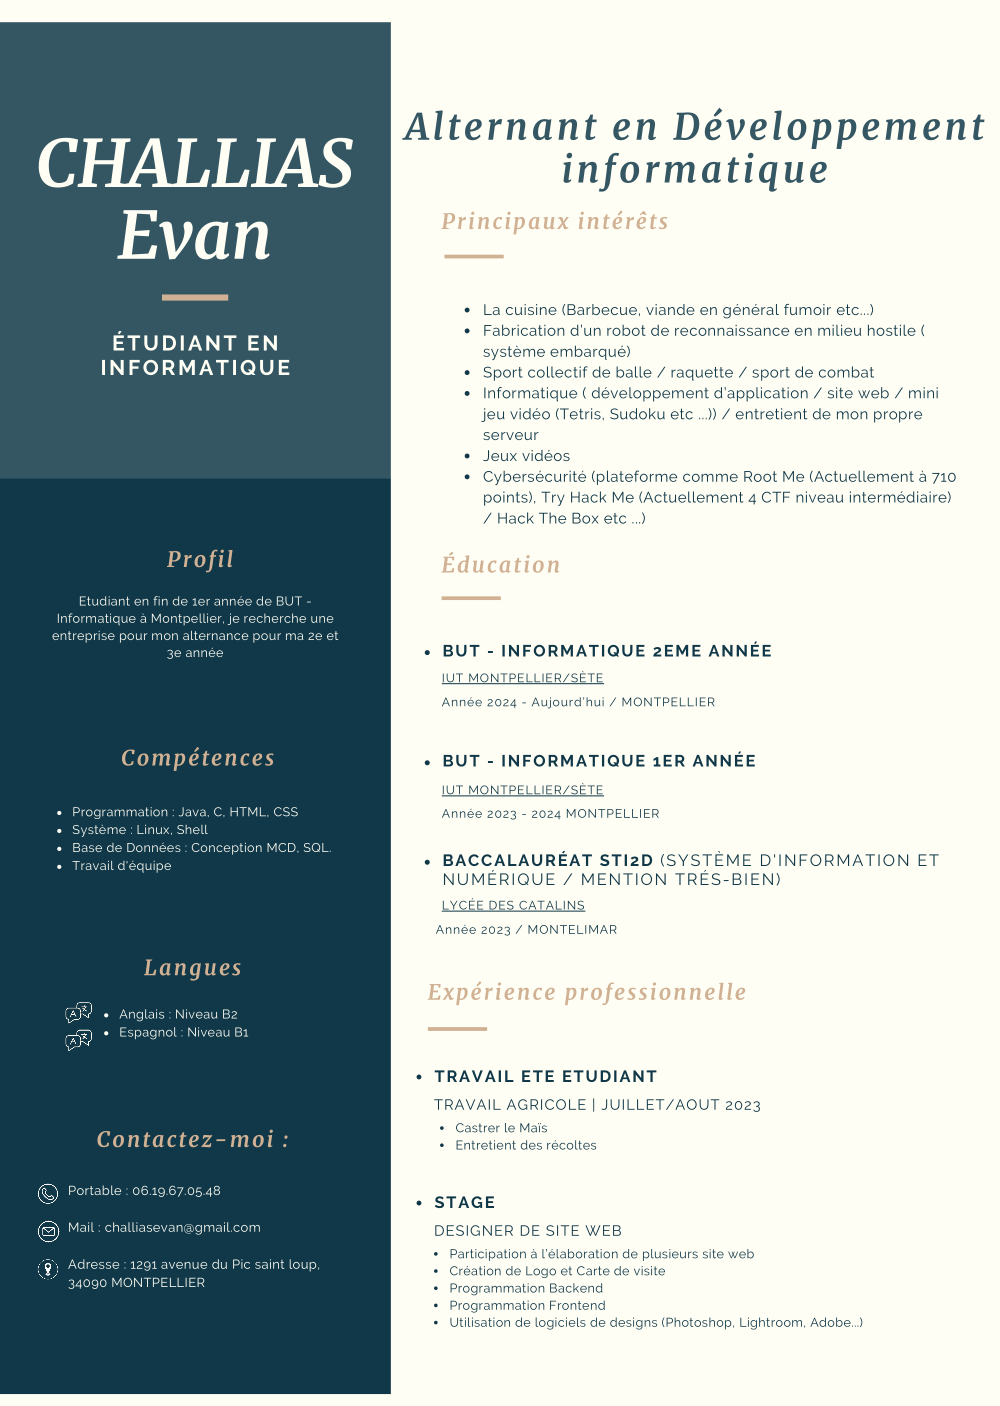 CHALLIAS
Evan
ÉTUDIANT EN
INFORMATIQUE
Profil
Etudiant en fin de 1er année de BUT -
Informatique à Montpellier, je recherche une
entreprise pour mon alternance pour ma 2e et
3e année
Compétences
Programmation : Java, C, HTML, CSS
Système : Linux, Shell
Base de Données : Conception MCD, SQL.
Travail d'équipe
Langues
Anglais : Niveau B2
Espagnol : Niveau B1
Contactez-moi :
Portable : 06.19.67.05.48
Mail : challiasevan@gmail.com
Adresse : 1291 avenue du Pic saint loup,
34090 MONTPELLIER
Alternant en Développement
informatique
Principaux intérêts
La cuisine (Barbecue, viande en général fumoir etc...)
Fabrication d'un robot de reconnaissance en milieu hostile (
système embarqué)
Sport collectif de balle / raquette / sport de combat
Informatique ( développement d'application / site web / mini
jeu vidéo (Tetris, Sudoku etc ...)) / entretient de mon propre
serveur
Jeux vidéos
Cybersécurité (plateforme comme Root Me (Actuellement à 710
points), Try Hack Me (Actuellement 4 CTF niveau intermédiaire)
/ Hack The Box etc ...)
Éducation
BUT - INFORMATIQUE 2EME ANNÉE
IUT MONTPELLIER/SÈTE
Année 2024 - Aujourd'hui / MONTPELLIER
BUT - INFORMATIQUE 1ER ANNÉE
IUT MONTPELLIER/SÈTE
Année 2023 - 2024 MONTPELLIER
BACCALAURÉAT STI2D (SYSTÈME D'INFORMATION ET
NUMÉRIQUE / MENTION TRÉS-BIEN)
LYCÉE DES CATALINS
Année 2023 / MONTELIMAR
Expérience professionnelle
TRAVAIL ETE ETUDIANT
TRAVAIL AGRICOLE | JUILLET/AOUT 2023
Castrer le Maïs
Entretient des récoltes
STAGE
DESIGNER DE SITE WEB
Participation à l'élaboration de plusieurs site web
Création de Logo et Carte de visite
Programmation Backend
Programmation Frontend
Utilisation de logiciels de designs (Photoshop, Lightroom, Adobe...)